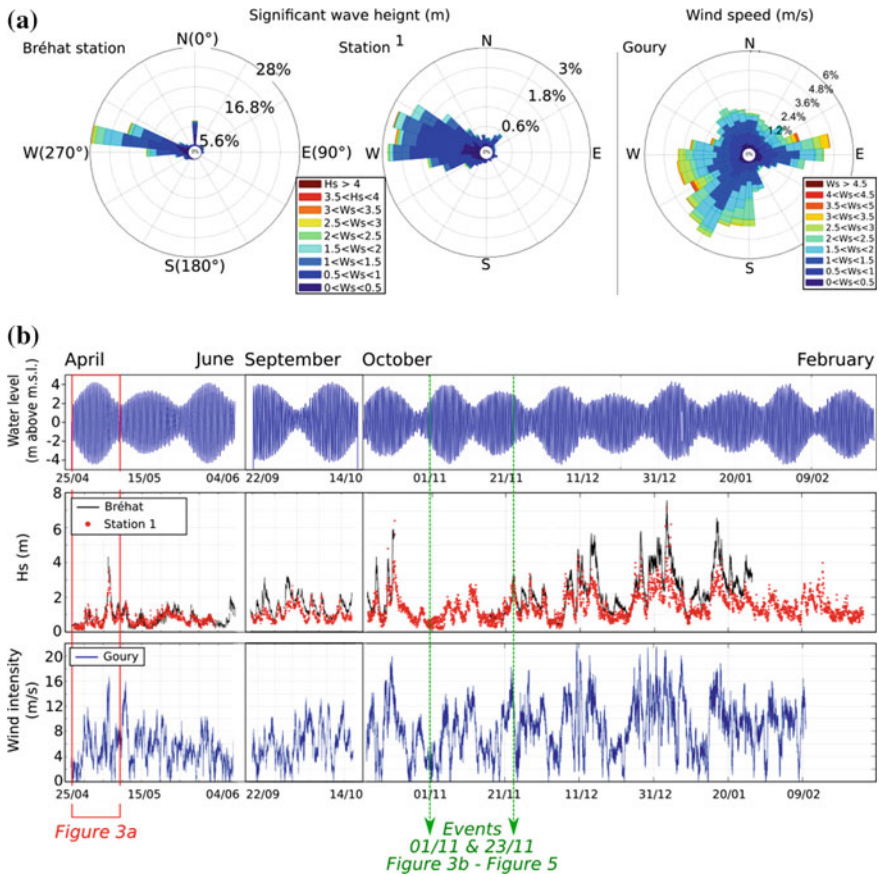 (a)
Significant wave heignt (m)
Wind speed (m/s)
Bréhat station
N(0°)
28%
16.8%
5.6%
0%
W(270°)
E(90°)
S(180°)
Hs > 4
3.5<Hs<4
3<Ws<3.5
2.5<Ws<3
2<Ws<2.5
1.5<Ws<2
1<Ws<1.5
0.5<Ws<1
0<Ws<0.5
Station 1
N
3%
1.8%
0.6%
0%
W
E
S
Goury
N
6%
4.8%
3.6%
2.4%
1.2%
0%
W
E
S
Ws > 4.5
4<Ws<4.5
3.5<Ws<5
3<Ws<3.5
2.5<Ws<3
2<Ws<2.5
1.5<Ws<2
1<Ws<1.5
0.5<Ws<1
0<Ws<0.5
(b)
April June September October February
Water level
(m above m.s.l.)
4
2
0
-2
-4
25/04 15/05 04/06 22/09 14/10 01/11 21/11 11/12 31/12 20/01 09/02
Hs (m)
8
6
4
2
0
Bréhat
Station 1
Wind intensity
(m/s)
20
16
12
8
4
0
Goury
25/04 15/05 04/06 22/09 14/10 01/11 21/11 11/12 31/12 20/01 09/02
Figure 3a
Events
01/11 & 23/11
Figure 3b - Figure 5